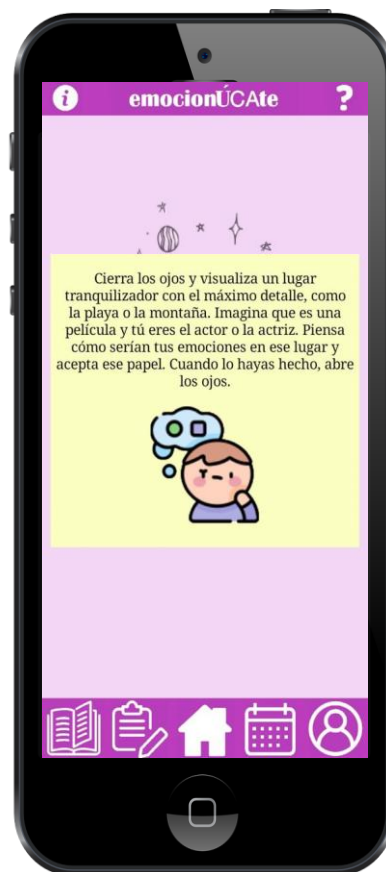 emocionÚCAte
Cierra los ojos y visualiza un lugar
tranquilizador con el máximo detalle, como
la playa o la montaña. Imagina que es una
película y tú eres el actor o la actriz. Piensa
cómo serían tus emociones en ese lugar y
acepta ese papel. Cuando lo hayas hecho, abre
los ojos.